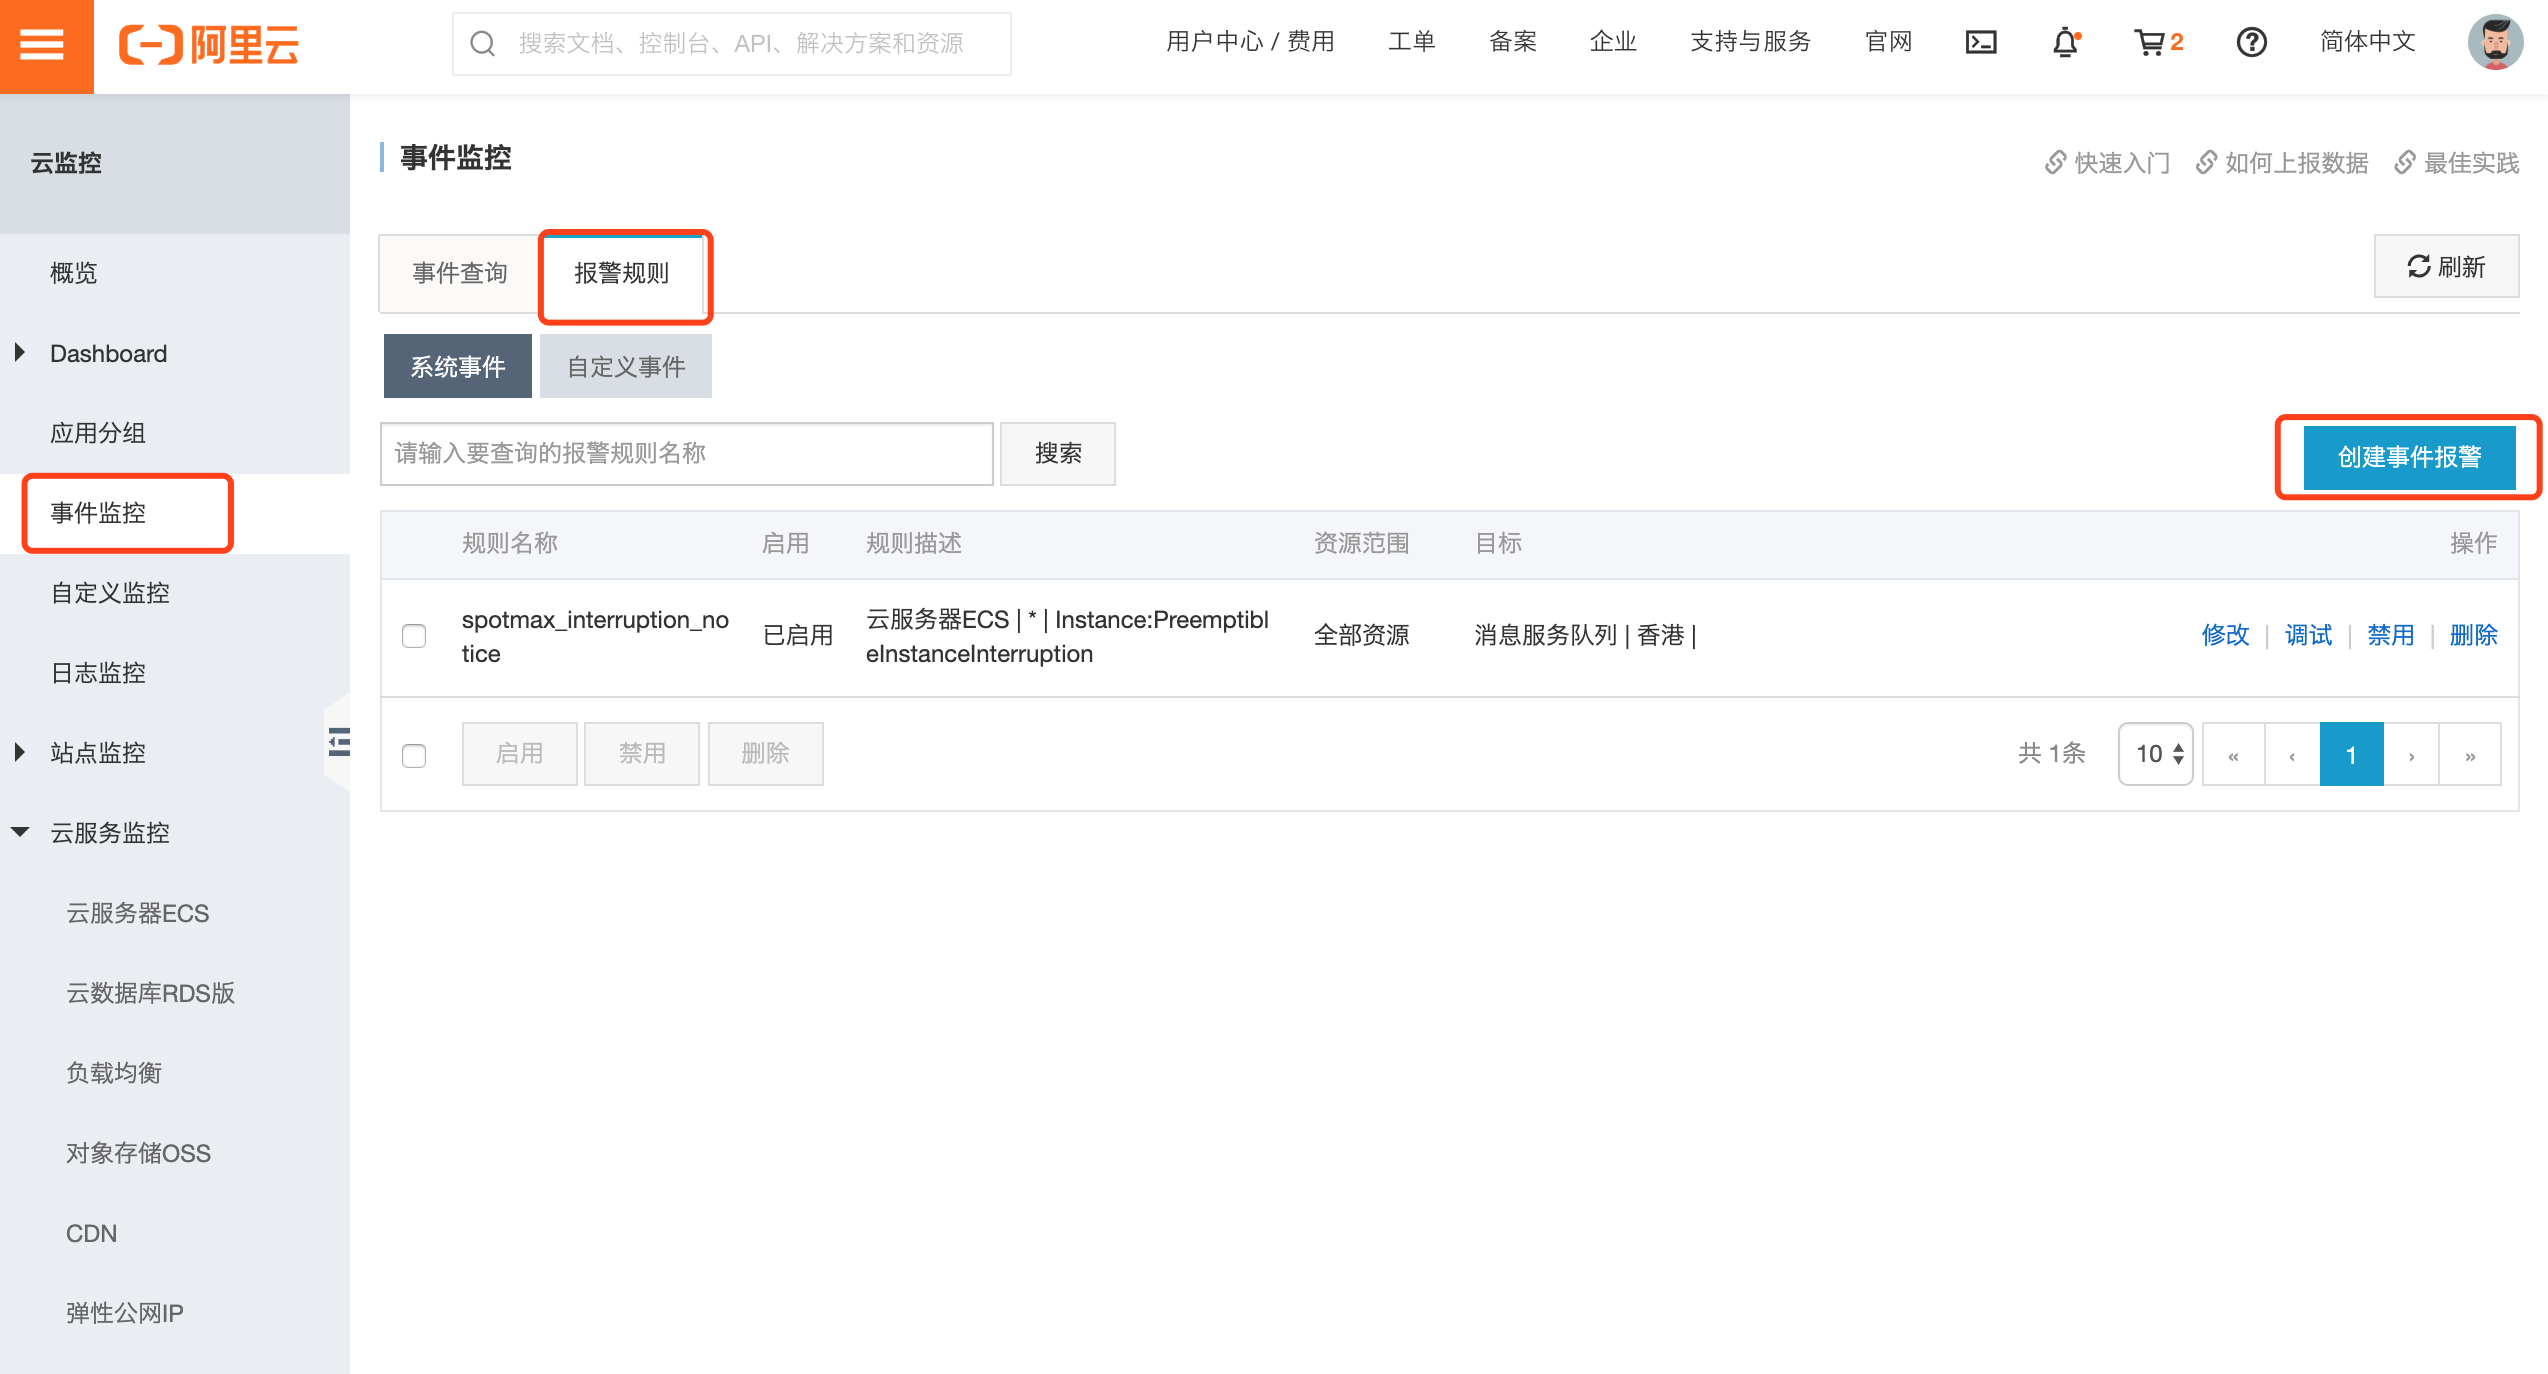 阿里云
搜索文档、控制台、API、解决方案和资源
用户中心 / 费用 工单 备案 企业 支持与服务 官网 2 简体中文
云监控
概览
Dashboard
应用分组
事件监控
自定义监控
日志监控
站点监控
云服务监控
云服务器ECS
云数据库RDS版
负载均衡
对象存储OSS
CDN
弹性公网IP
事件监控
快速入门 如何上报数据 最佳实践
事件查询 报警规则
刷新
系统事件 自定义事件
请输入要查询的报警规则名称 搜索
创建事件报警
规则名称 启用 规则描述 资源范围 目标 操作
spotmax_interruption_no
tice
已启用
云服务器ECS | * | Instance:Preemptibl
eInstanceInterruption
全部资源
消息服务队列 | 香港 |
修改 | 调试 | 禁用 | 删除
启用 禁用 删除
共 1条 10 « ‹ 1 › »